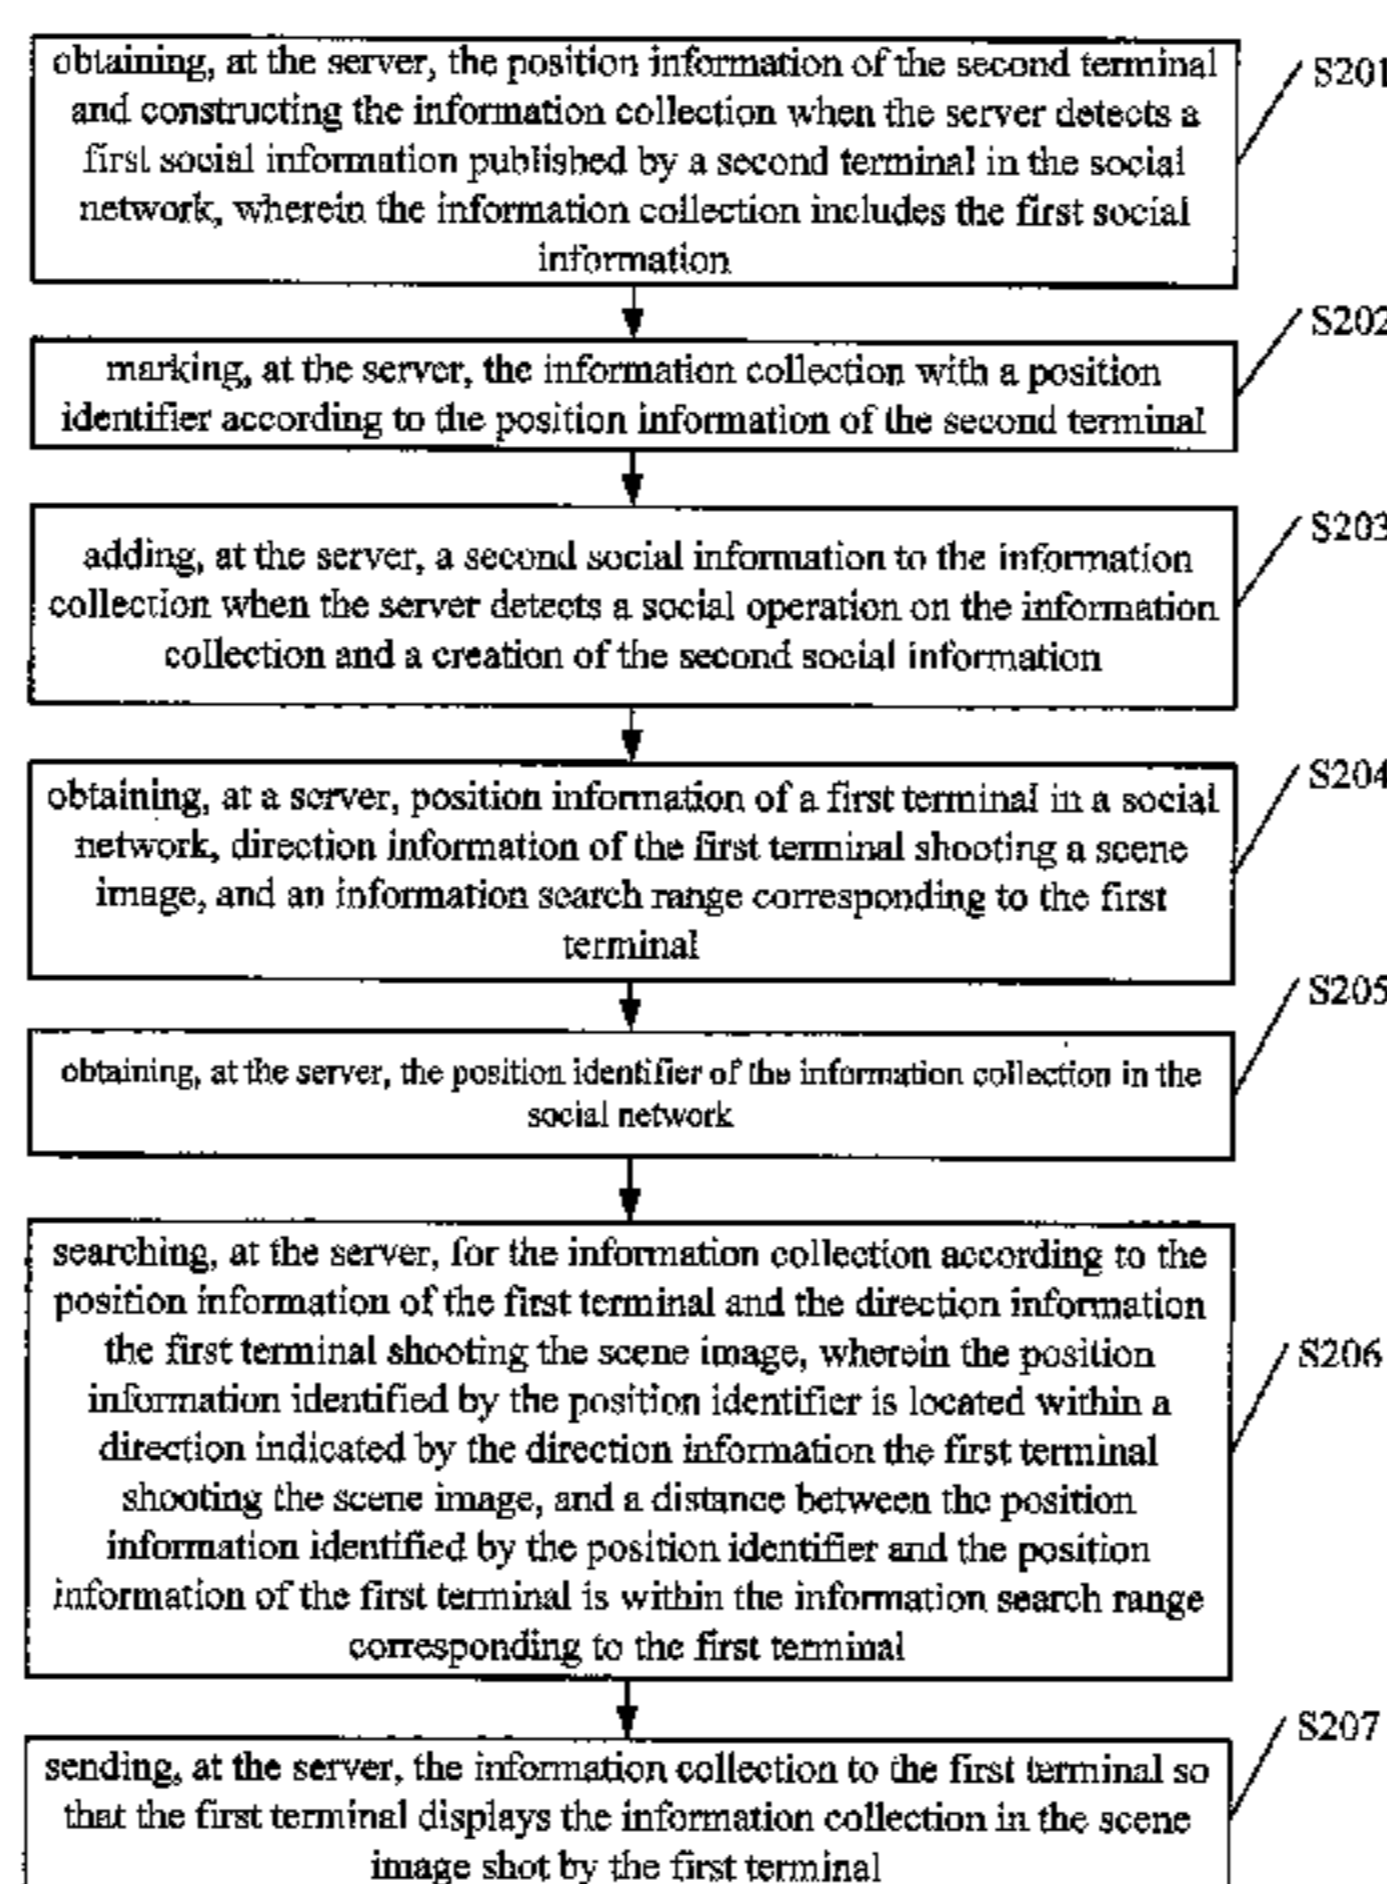 obtaining, at the server, the position information of the second terminal
and constructing the information collection when the server detects a
first social information published by a second terminal in the social
network, wherein the information collection includes the first social
information
S201
marking, at the server, the information collection with a position
identifier according to the position information of the second terminal
S202
adding, at the server, a second social information to the information
collection when the server detects a social operation on the information
collection and a creation of the second social information
S203
obtaining, at a server, position information of a first terminal in a social
network, direction information of the first terminal shooting a scene
image, and an information search range corresponding to the first
terminal
S204
obtaining, at the server, the position identifier of the information collection in the
social network
S205
searching, at the server, for the information collection according to the
position information of the first terminal and the direction information
the first terminal shooting the scene image, wherein the position
information identified by the position identifier is located within a
direction indicated by the direction information the first terminal
shooting the scene image, and a distance between the position
information identified by the position identifier and the position
information of the first terminal is within the information search range
corresponding to the first terminal
S206
sending, at the server, the information collection to the first terminal so
that the first terminal displays the information collection in the scene
image shot by the first terminal
S207